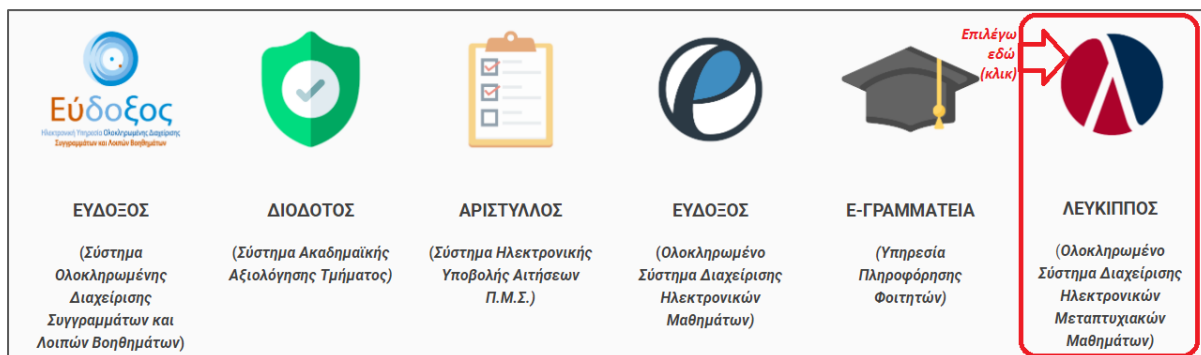 Εύδοξος
Ηλεκτρονική Υπηρεσία Ολοκληρωμένης Διαχείρισης
Συγγραμμάτων και Λοιπών Βοηθημάτων
ΕΥΔΟΞΟΣ
(Σύστημα
Ολοκληρωμένης
Διαχείρισης
Συγγραμμάτων και
Λοιπών Βοηθημάτων)
ΔΙΟΔΟΤΟΣ
(Σύστημα Ακαδημαϊκής
Αξιολόγησης Τμήματος)
ΑΡΙΣΤΥΛΛΟΣ
(Σύστημα Ηλεκτρονικής
Υποβολής Αιτήσεων
Π.Μ.Σ.)
ΕΥΔΟΞΟΣ
(Ολοκληρωμένο
Σύστημα Διαχείρισης
Ηλεκτρονικών
Μαθημάτων)
Ε-ΓΡΑΜΜΑΤΕΙΑ
(Υπηρεσία
Πληροφόρησης
Φοιτητών)
Επιλέγω
εδώ
(κλικ)
ΛΕΥΚΙΠΠΟΣ
(Ολοκληρωμένο
Σύστημα Διαχείρισης
Ηλεκτρονικών
Μεταπτυχιακών
Μαθημάτων)